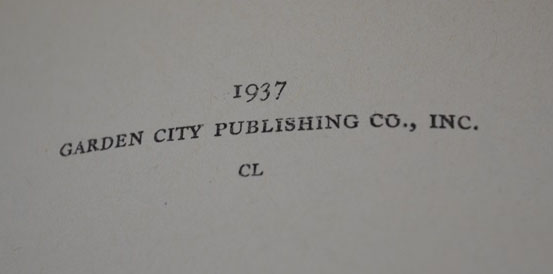 1937
GARDEN CITY PUBLISHING CO., INC.
CL